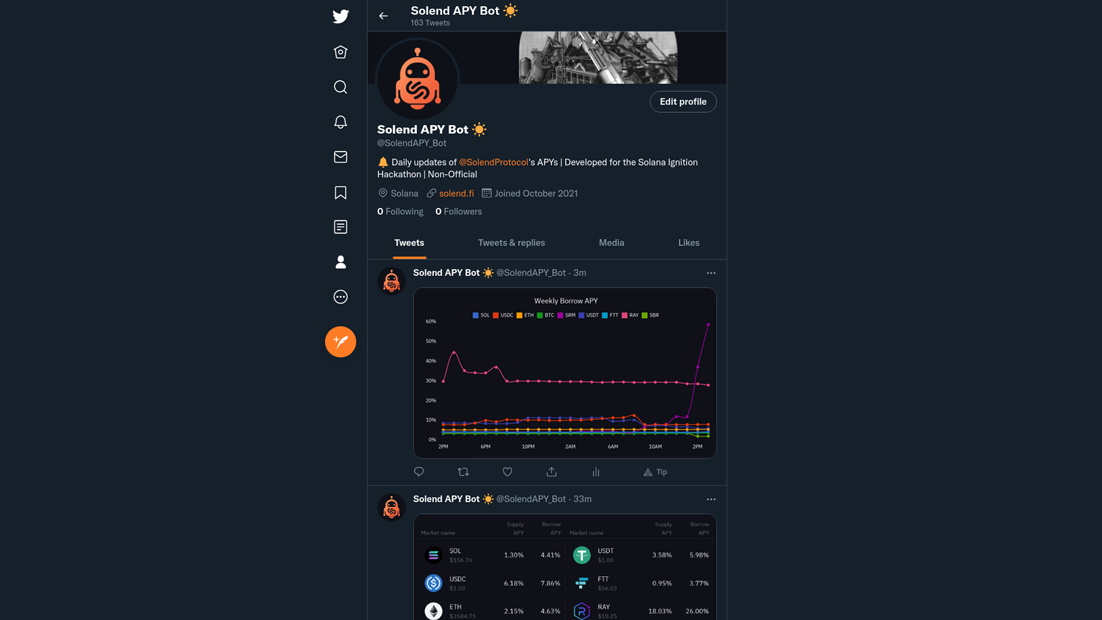 Solend APY Bot ☀️
163 Tweets
Edit profile
Solend APY Bot ☀️
@SolendAPY_Bot
🔔 Daily updates of @SolendProtocol's APYs | Developed for the Solana Ignition
Hackathon | Non-Official
Solana solend.fi Joined October 2021
0 Following 0 Followers
Tweets Tweets & replies Media Likes
Solend APY Bot ☀️ @SolendAPY_Bot · 3m
Weekly Borrow APY
SOL USDC ETH BTC SRM USDT FTT RAY SBR
60%
50%
40%
30%
20%
10%
0%
2PM 6PM 10PM 2AM 6AM 10AM 2PM
Tip
Solend APY Bot ☀️ @SolendAPY_Bot · 33m
Supply Borrow Supply Borrow
Market name APY APY Market name APY APY
SOL 1.30% 4.41% USDT 3.58% 5.98%
$156.76 $1.00
USDC 6.18% 7.86% FTT 0.95% 3.77%
$1.00 $56.03
ETH 2.15% 4.63% RAY 18.03% 26.00%
$3584.75 $10.25